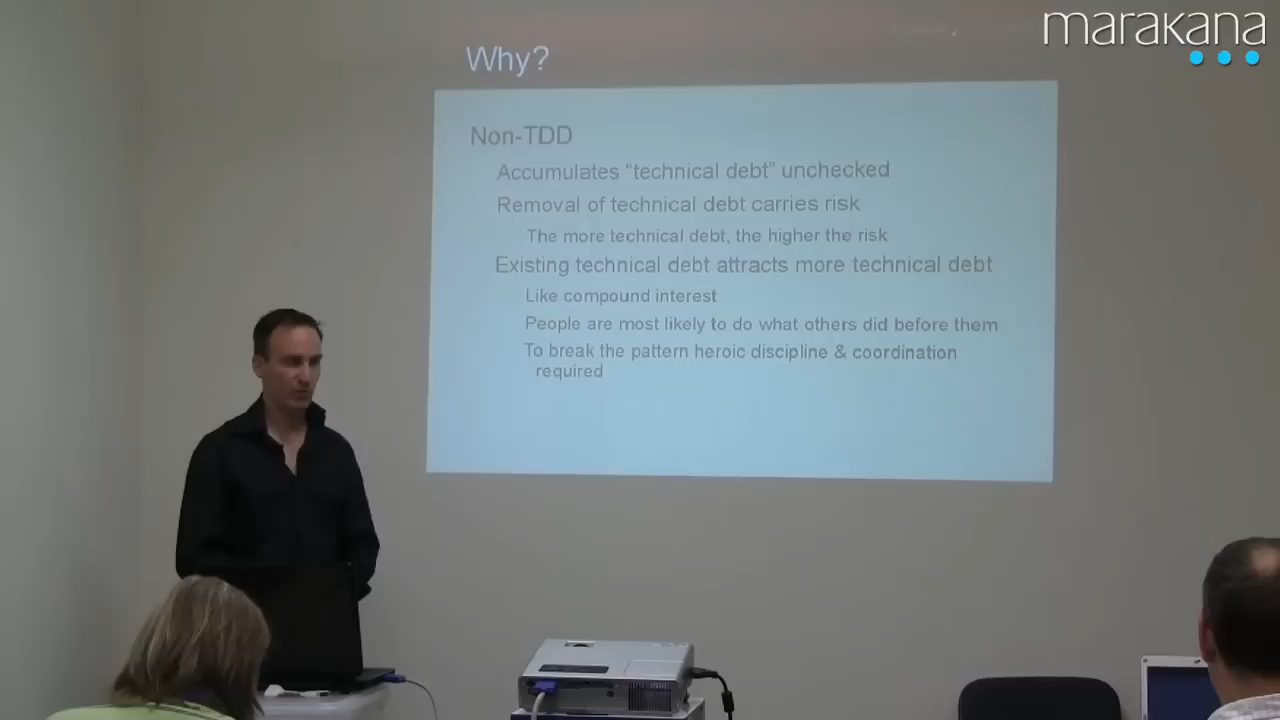 marakana
Why?
Non-TDD
Accumulates “technical debt” unchecked
Removal of technical debt carries risk
The more technical debt, the higher the risk
Existing technical debt attracts more technical debt
Like compound interest
People are most likely to do what others did before them
To break the pattern heroic discipline & coordination
required